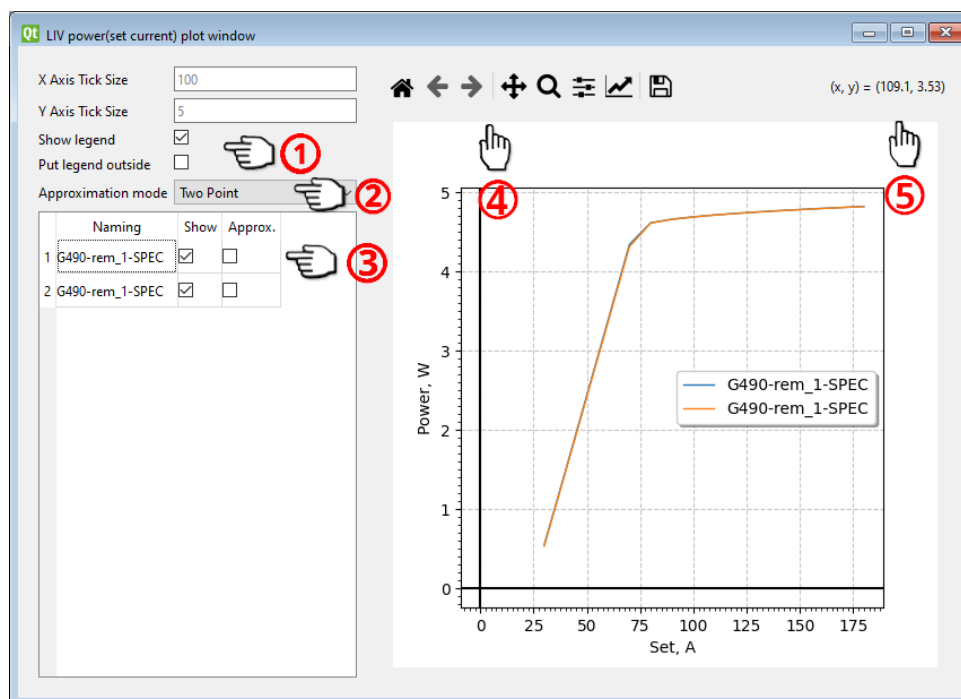 Qt LIV power(set current) plot window
X Axis Tick Size 100
Y Axis Tick Size 5
Show legend
Put legend outside
①
Approximation mode Two Point
②
Naming Show Approx.
1 G490-rem_1-SPEC
③
2 G490-rem_1-SPEC
(x, y) = (109.1, 3.53)
④
⑤
5
4
3
2
1
0
Power, W
G490-rem_1-SPEC
G490-rem_1-SPEC
0 25 50 75 100 125 150 175
Set, A